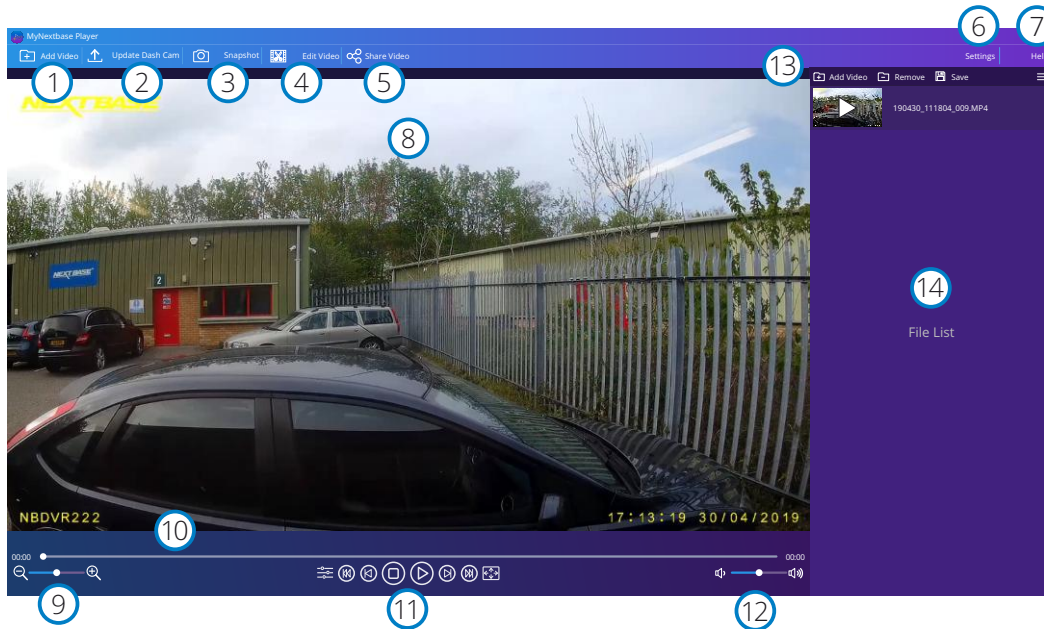 MyNextbase Player
6
7
Add Video
Update Dash Cam
Snapshot
Edit Video
Share Video
Settings
Hel
1
2
3
4
5
13
Add Video
Remove
Save
NEXTBASE
190430_111804_009.MP4
8
NEXTBASE
2
14
File List
NBDVR222
17:13:19 30/04/2019
10
00:00
00:00
9
11
12